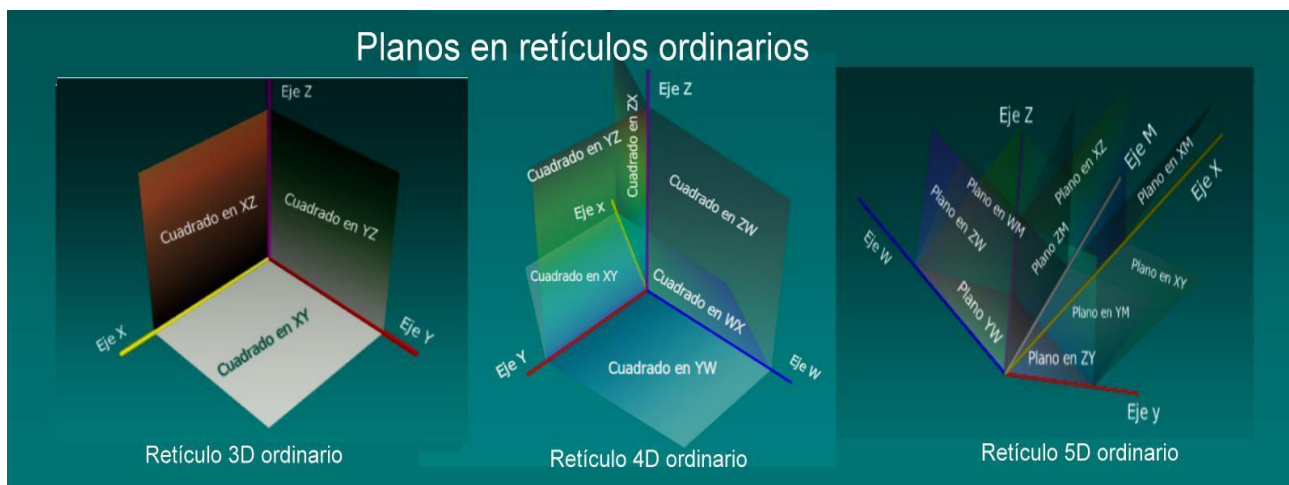 Planos en retículos ordinarios
Eje Z
Cuadrado en XZ
Cuadrado en YZ
Eje X
Cuadrado en XY
Eje Y
Retículo 3D ordinario
Eje Z
Cuadrado en ZX
Cuadrado en YZ
Cuadrado en ZW
Eje x
Cuadrado en XY
Cuadrado en WX
Eje Y
Cuadrado en YW
Eje W
Retículo 4D ordinario
Eje Z
Plano en XZ
Eje M
Plano en XM
Eje X
Plano en WM
Plano en ZW
Plano ZM
Eje W
Plano en XY
Plano YW
Plano en YM
Plano en ZY
Eje y
Retículo 5D ordinario